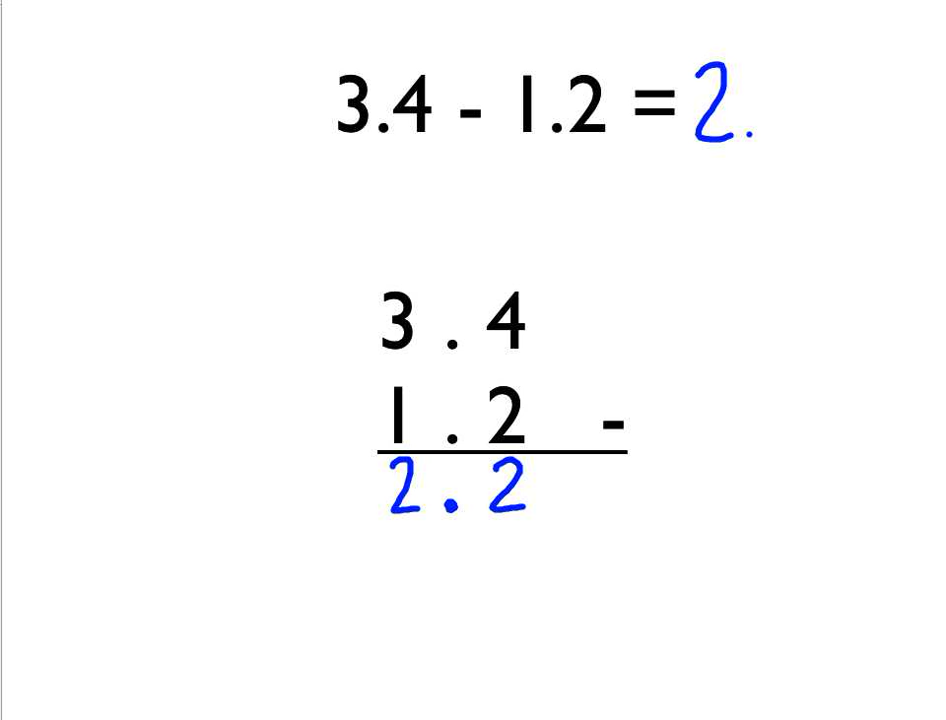 3.4 - 1.2 = 2.
3 . 4
1 . 2 -
2 . 2